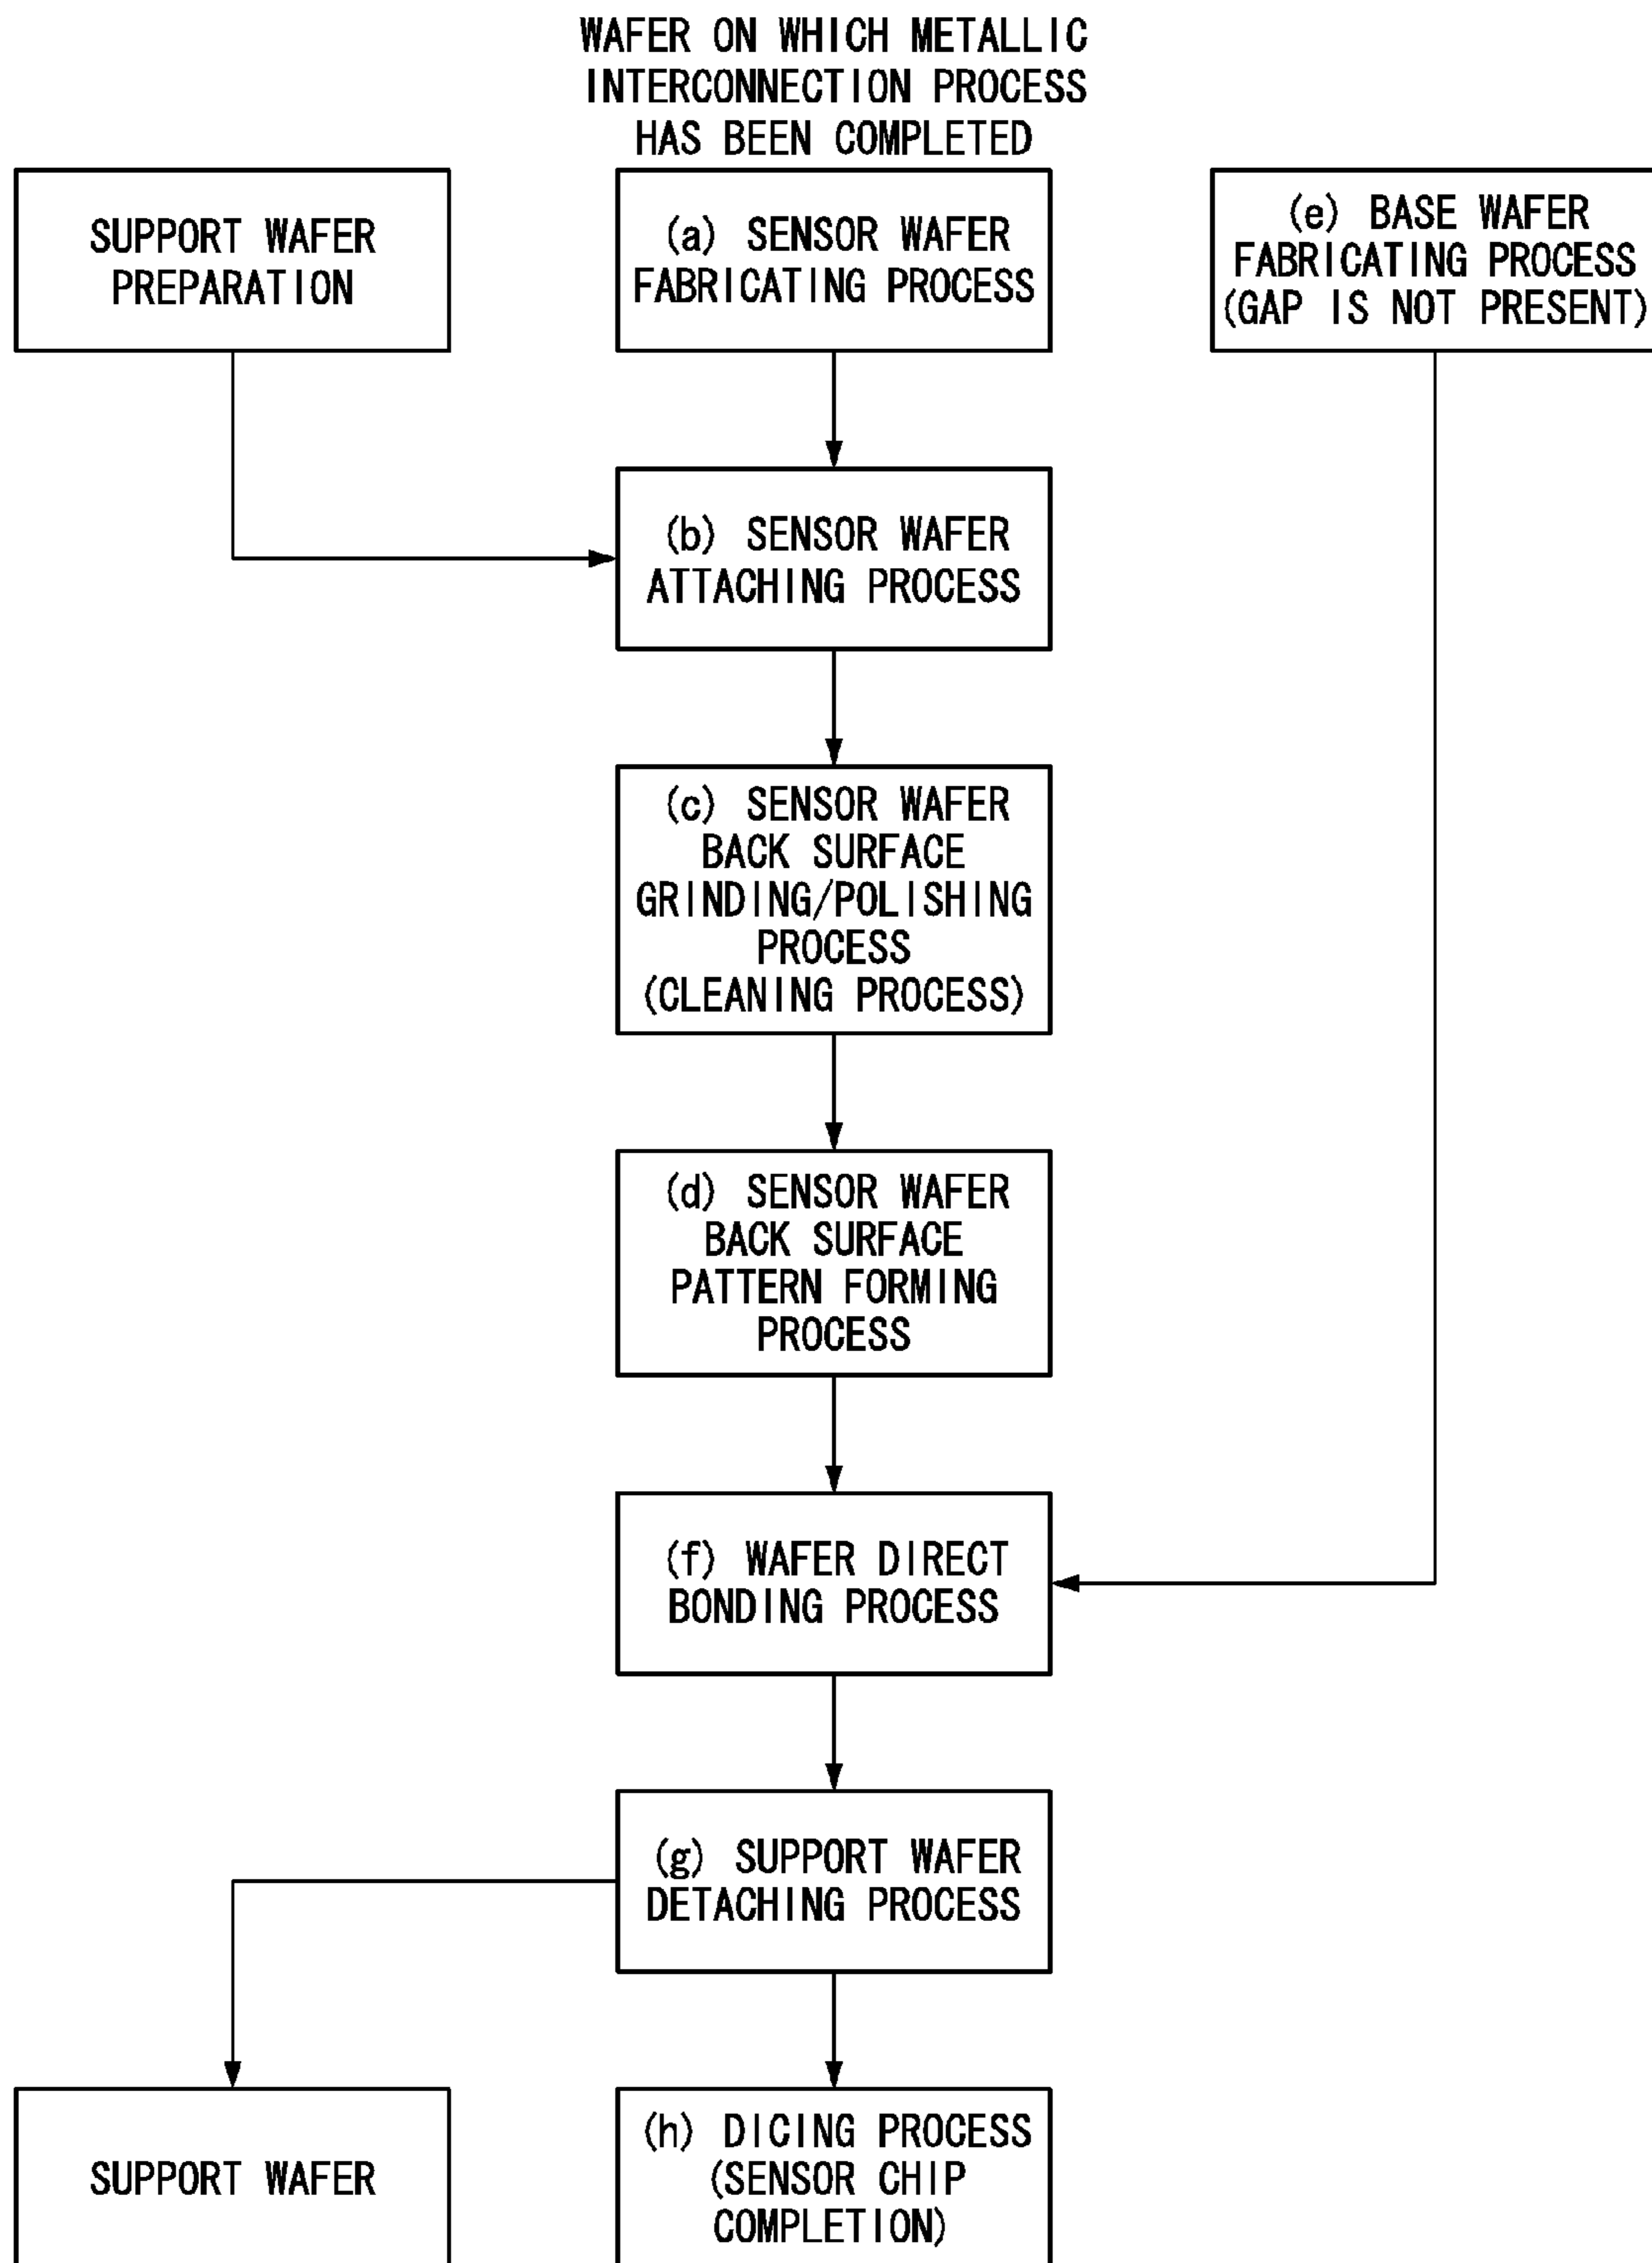 WAFER ON WHICH METALLIC
INTERCONNECTION PROCESS
HAS BEEN COMPLETED
SUPPORT WAFER
PREPARATION
(a) SENSOR WAFER
FABRICATING PROCESS
(e) BASE WAFER
FABRICATING PROCESS
(GAP IS NOT PRESENT)
(b) SENSOR WAFER
ATTACHING PROCESS
(c) SENSOR WAFER
BACK SURFACE
GRINDING/POLISHING
PROCESS
(CLEANING PROCESS)
(d) SENSOR WAFER
BACK SURFACE
PATTERN FORMING
PROCESS
(f) WAFER DIRECT
BONDING PROCESS
(g) SUPPORT WAFER
DETACHING PROCESS
SUPPORT WAFER
(h) DICING PROCESS
(SENSOR CHIP
COMPLETION)